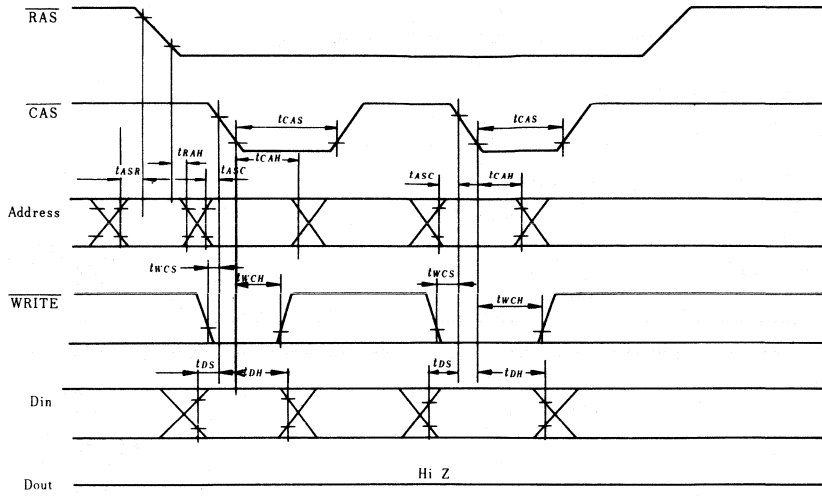 RAS
CAS
tCAS tCAS
tRAH tCAH
tASR tASC tASC tCAH
Address
tWCS tWCH tWCS tWCH
WRITE
tDS tDH tDS tDH
Din
Hi Z
Dout